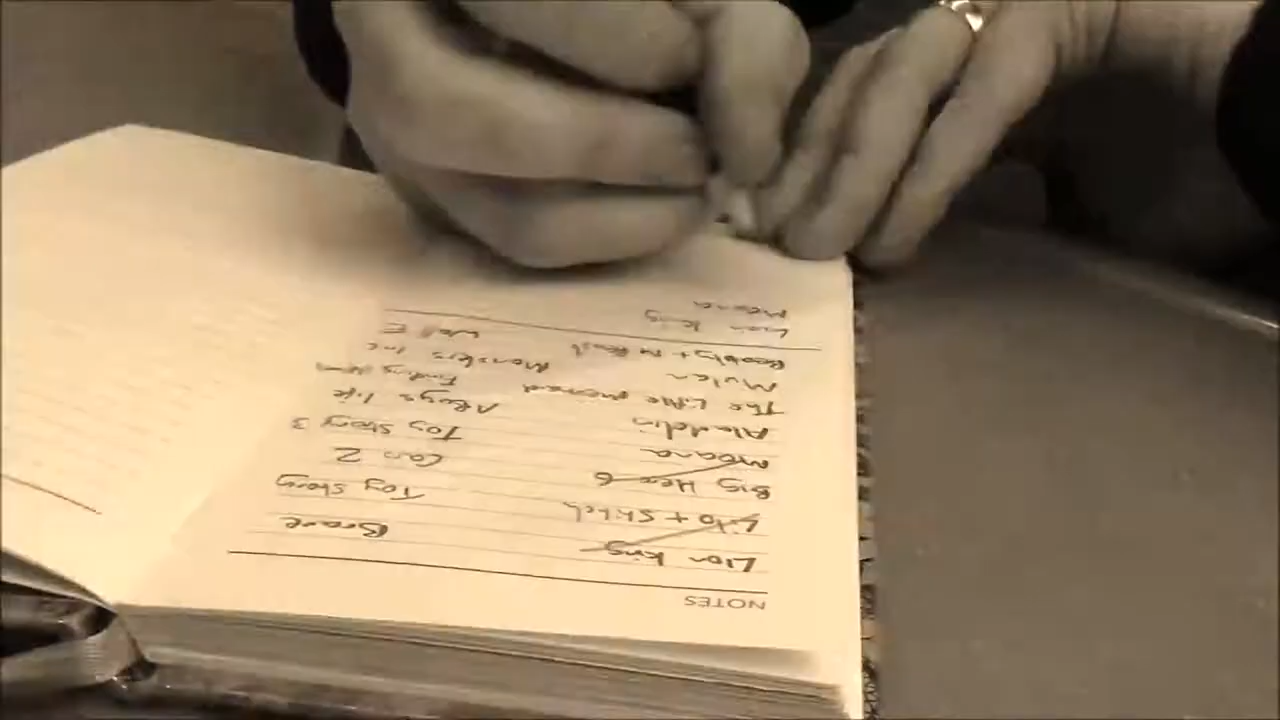 NOTES
Lion King Brave
Lilo + Stitch Toy Story
Big Hero 6 Cars 2
Moana Toy Story 3
Aladdin A Bugs life
The Little mermaid Finding Nemo
Mulan Monsters Inc
Beauty + the Beast Wall E
Lion King
Moana